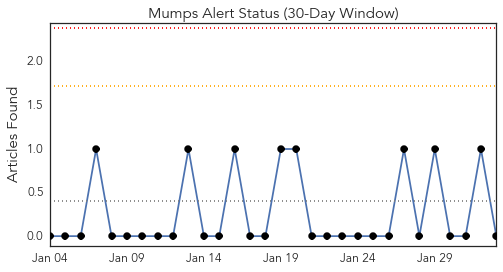 Mumps Alert Status (30-Day Window)
Articles Found
2.0
1.5
1.0
0.5
0.0
Jan 04 Jan 09 Jan 14 Jan 19 Jan 24 Jan 29